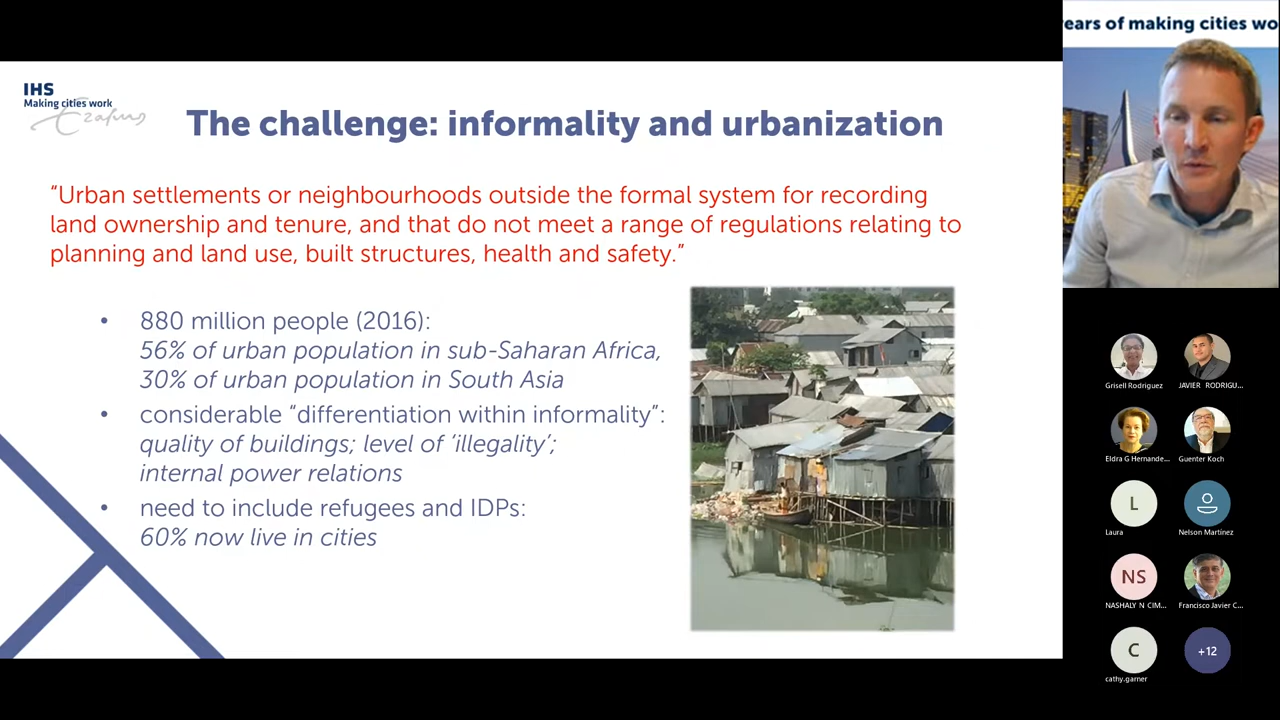 years of making cities wo
IHS
Making cities work
Erasmus
The challenge: informality and urbanization
“Urban settlements or neighbourhoods outside the formal system for recording
land ownership and tenure, and that do not meet a range of regulations relating to
planning and land use, built structures, health and safety.”
• 880 million people (2016):
56% of urban population in sub-Saharan Africa,
30% of urban population in South Asia
• considerable “differentiation within informality”:
quality of buildings; level of ‘illegality’;
internal power relations
• need to include refugees and IDPs:
60% now live in cities
Grisell Rodriguez
JAVIER RODRIGU...
Eldra G Hernande...
Guenter Koch
L
Laura
Nelson Martínez
NS
NASHALY N CIM...
Francisco Javier C...
C
cathy.garner
+12